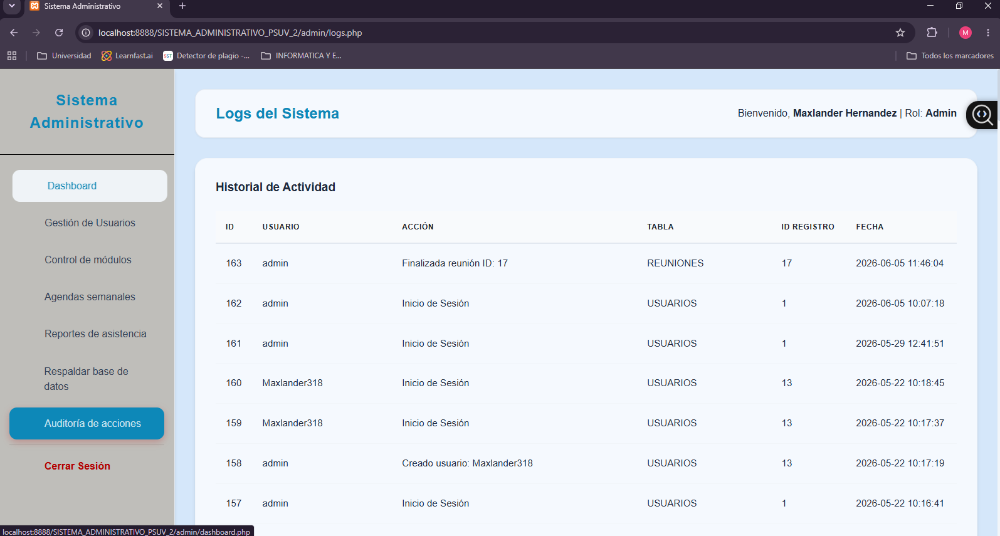 Sistema Administrativo
localhost:8888/SISTEMA_ADMINISTRATIVO_PSUV_2/admin/logs.php
M
Universidad
Learnfast.ai
SST
Detector de plagio -...
INFORMATICA Y E...
Todos los marcadores
Sistema
Administrativo
Dashboard
Gestión de Usuarios
Control de módulos
Agendas semanales
Reportes de asistencia
Respaldar base de
datos
Auditoría de acciones
Cerrar Sesión
Logs del Sistema
Bienvenido, Maxlander Hernandez | Rol: Admin
Historial de Actividad
ID USUARIO ACCIÓN TABLA ID REGISTRO FECHA
163 admin Finalizada reunión ID: 17 REUNIONES 17 2026-06-05 11:46:04
162 admin Inicio de Sesión USUARIOS 1 2026-06-05 10:07:18
161 admin Inicio de Sesión USUARIOS 1 2026-05-29 12:41:51
160 Maxlander318 Inicio de Sesión USUARIOS 13 2026-05-22 10:18:45
159 Maxlander318 Inicio de Sesión USUARIOS 13 2026-05-22 10:17:37
158 admin Creado usuario: Maxlander318 USUARIOS 13 2026-05-22 10:17:19
157 admin Inicio de Sesión USUARIOS 1 2026-05-22 10:16:41
localhost:8888/SISTEMA_ADMINISTRATIVO_PSUV_2/admin/dashboard.php